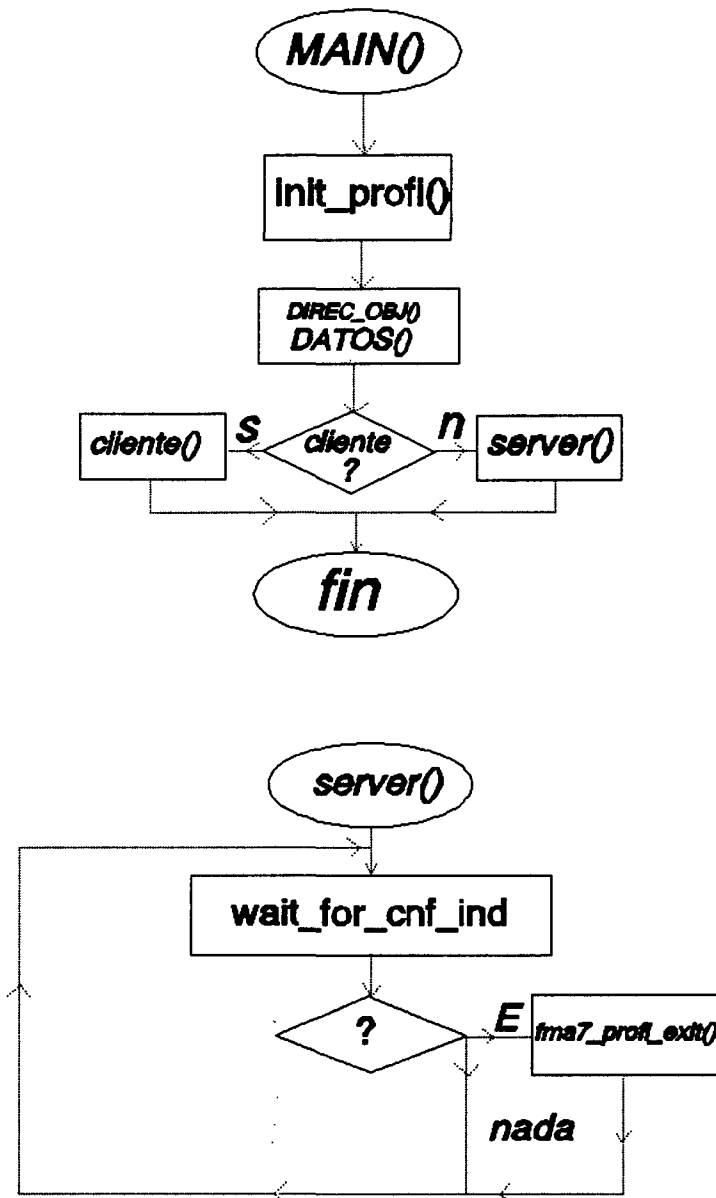 MAIN()
init_profi()
DIREC_OBJ()
DATOS()
cliente()
s
cliente
?
n
server()
fin
server()
wait_for_cnf_ind
?
E
fma7_profi_exit()
nada